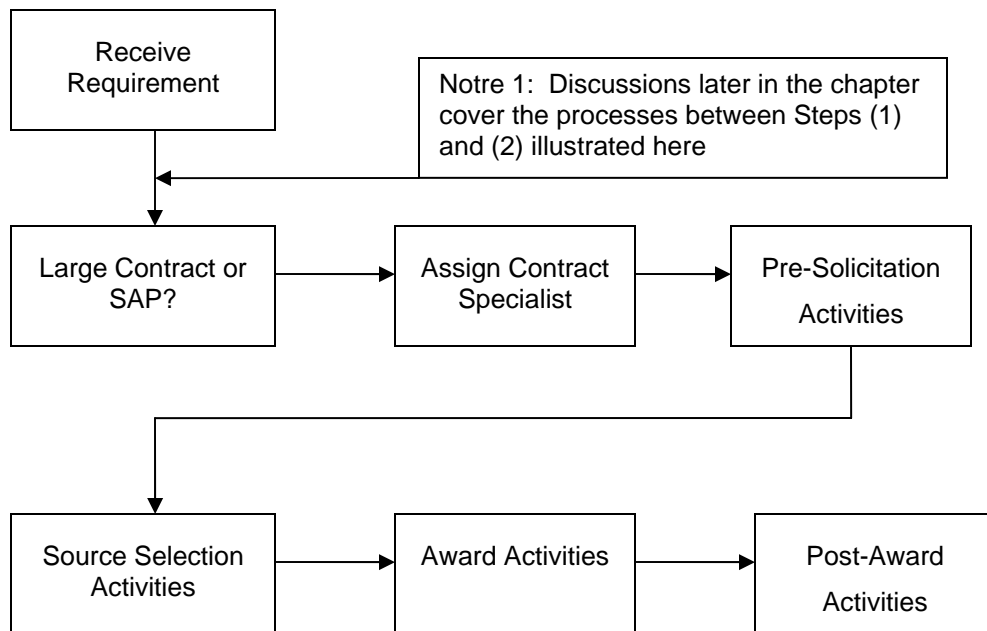 Receive
Requirement
Notre 1:  Discussions later in the chapter
cover the processes between Steps (1)
and (2) illustrated here
Large Contract or
SAP?
Assign Contract
Specialist
Pre-Solicitation
Activities
Source Selection
Activities
Award Activities
Post-Award
Activities